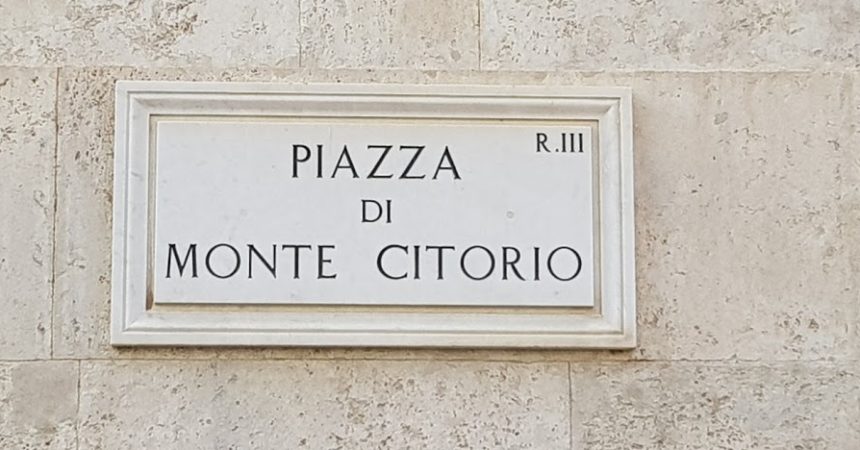 R.III
PIAZZA
DI
MONTE CITORIO